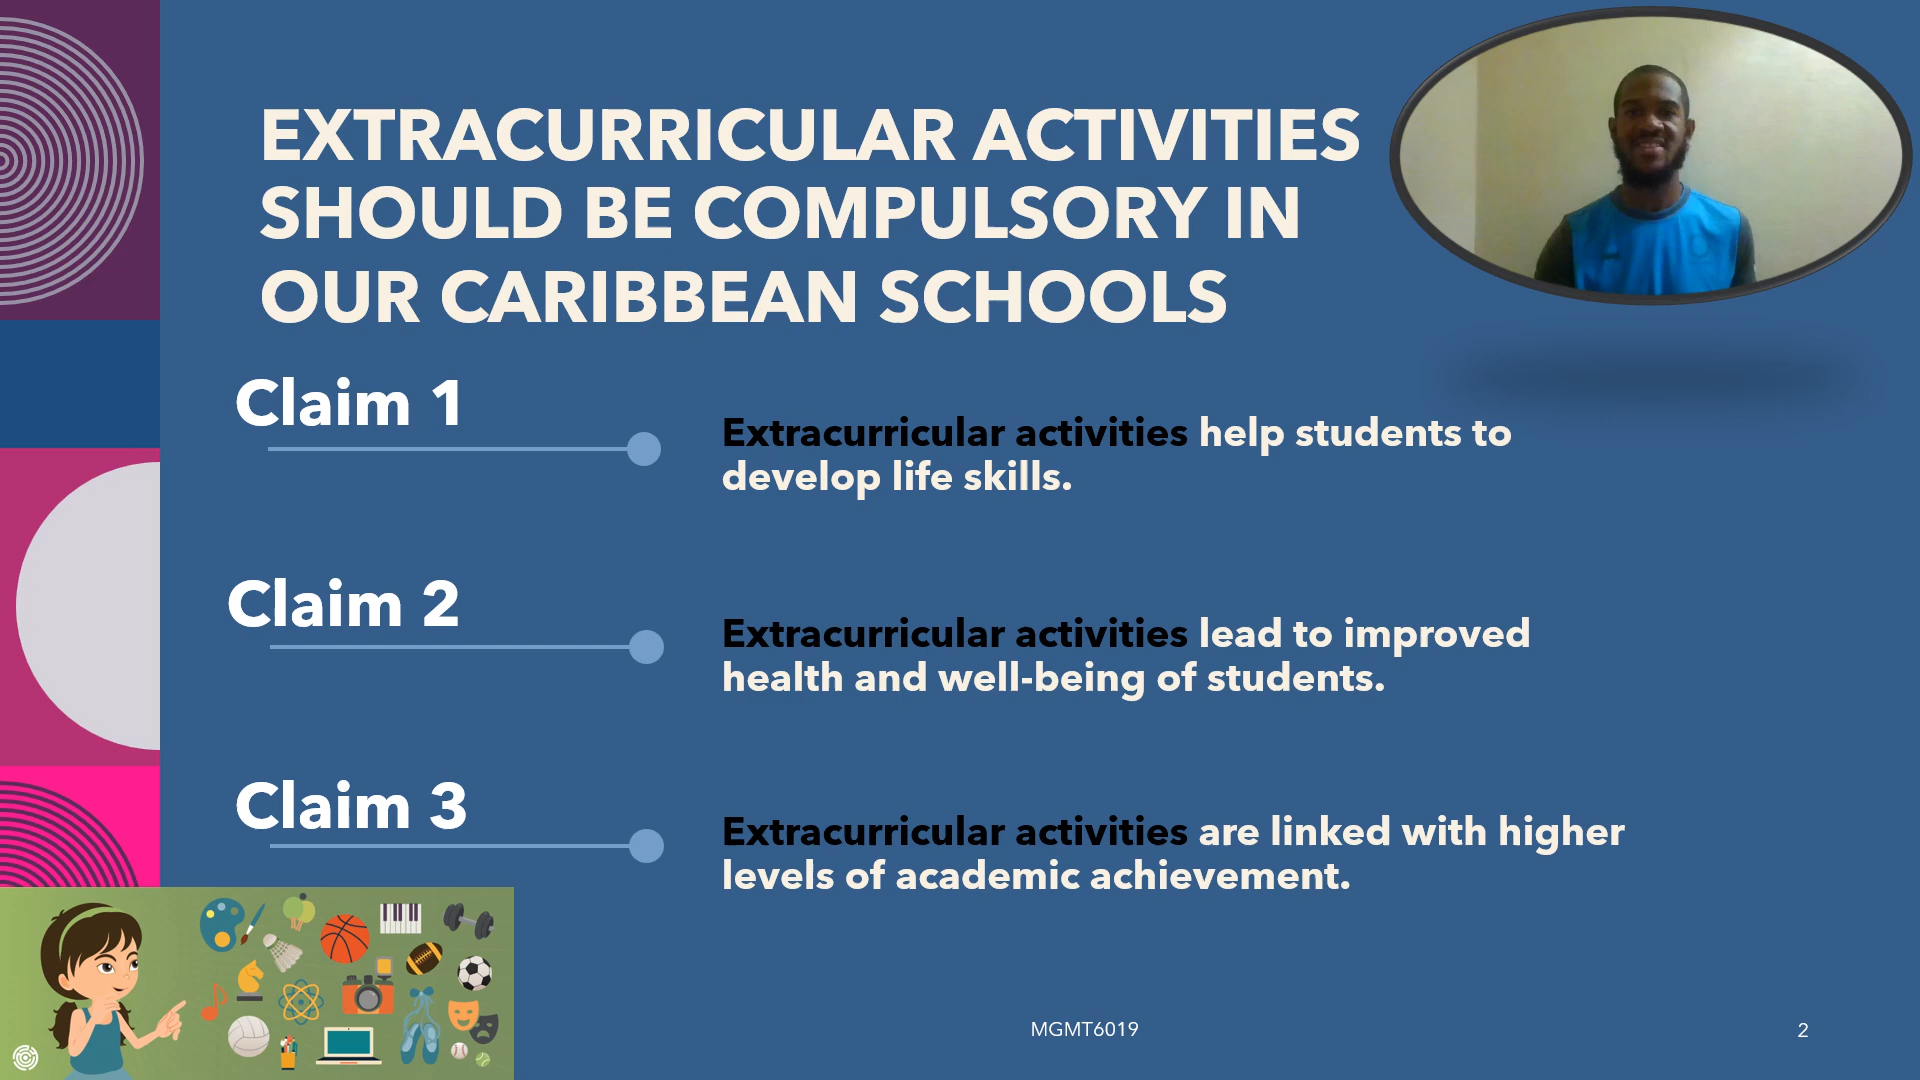 EXTRACURRICULAR ACTIVITIES
SHOULD BE COMPULSORY IN
OUR CARIBBEAN SCHOOLS
Claim 1
Extracurricular activities help students to
develop life skills.
Claim 2
Extracurricular activities lead to improved
health and well-being of students.
Claim 3
Extracurricular activities are linked with higher
levels of academic achievement.
MGMT6019
2